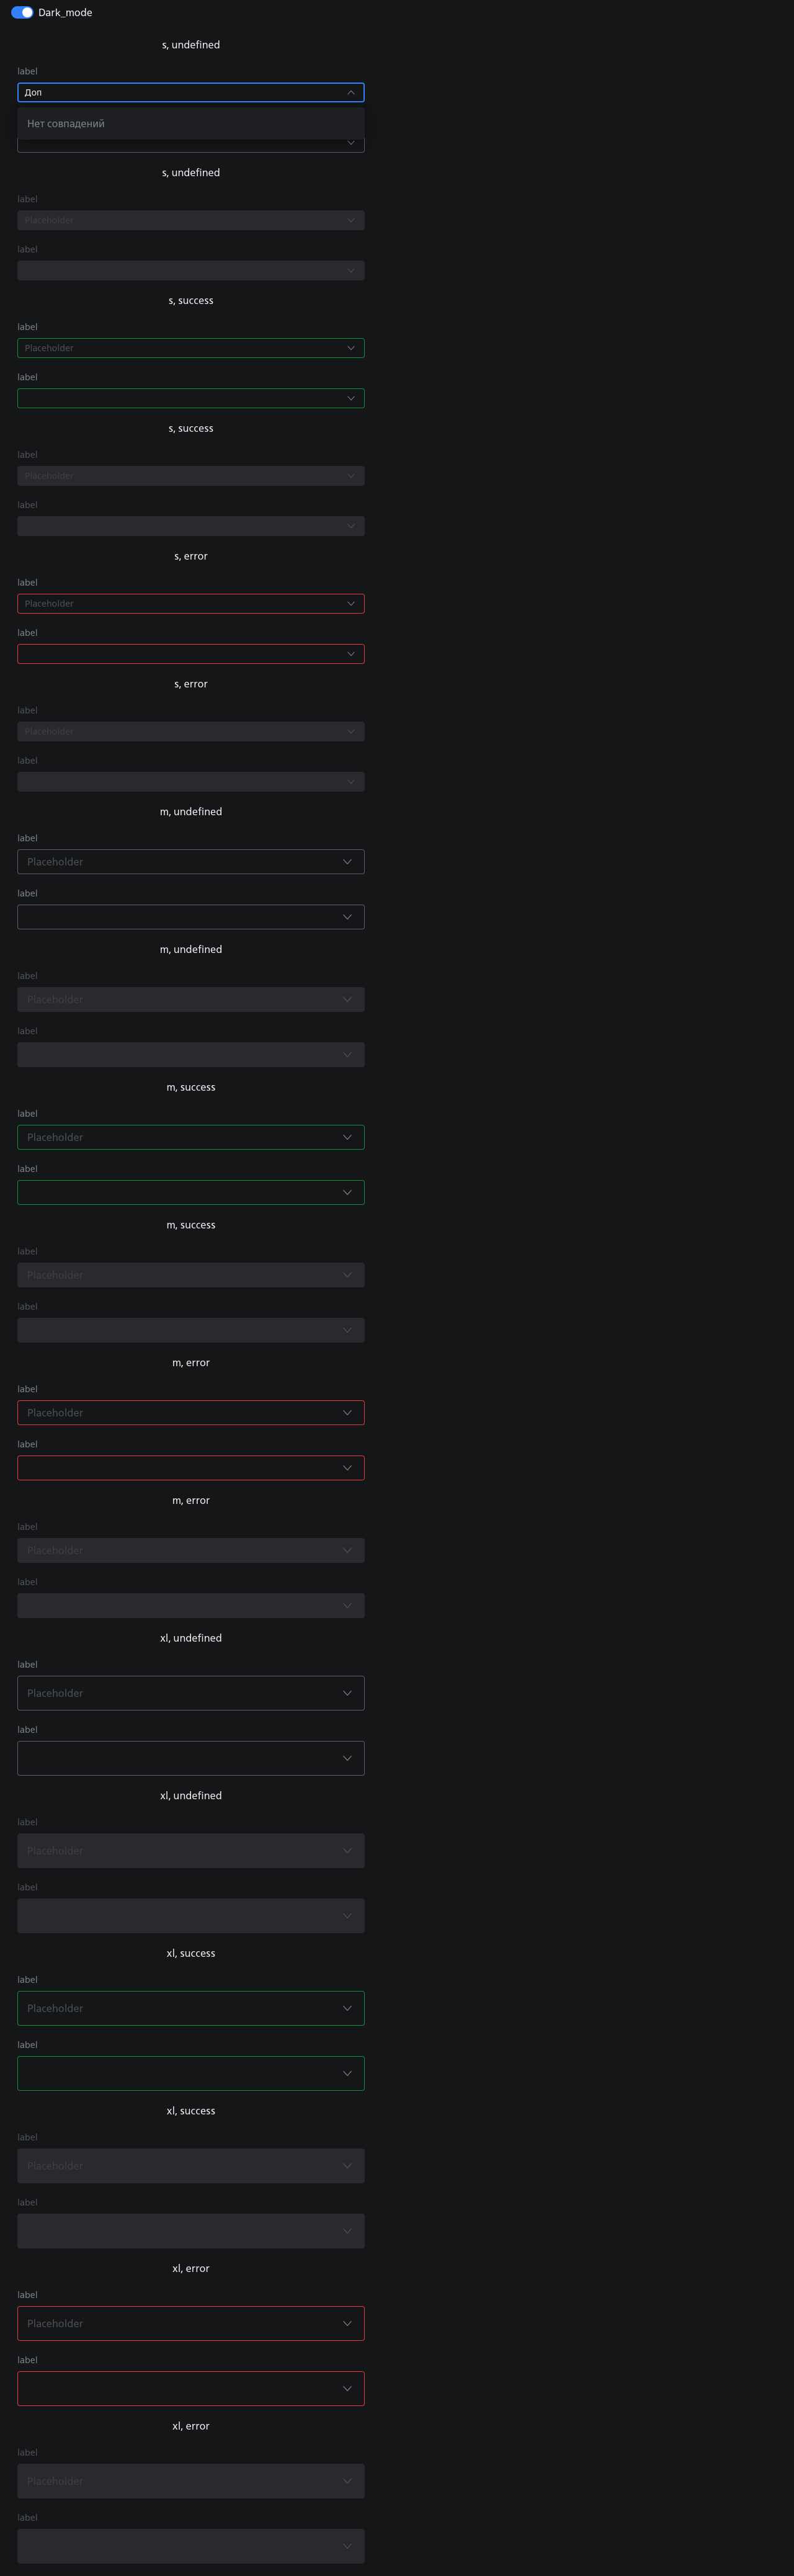 Dark_mode
s, undefined
label
Доп
Нет совпадений
s, undefined
label
Placeholder
label
s, success
label
Placeholder
label
s, success
label
Placeholder
label
s, error
label
Placeholder
label
s, error
label
Placeholder
label
m, undefined
label
Placeholder
label
m, undefined
label
Placeholder
label
m, success
label
Placeholder
label
m, success
label
Placeholder
label
m, error
label
Placeholder
label
m, error
label
Placeholder
label
xl, undefined
label
Placeholder
label
xl, undefined
label
Placeholder
label
xl, success
label
Placeholder
label
xl, success
label
Placeholder
label
xl, error
label
Placeholder
label
xl, error
label
Placeholder
label